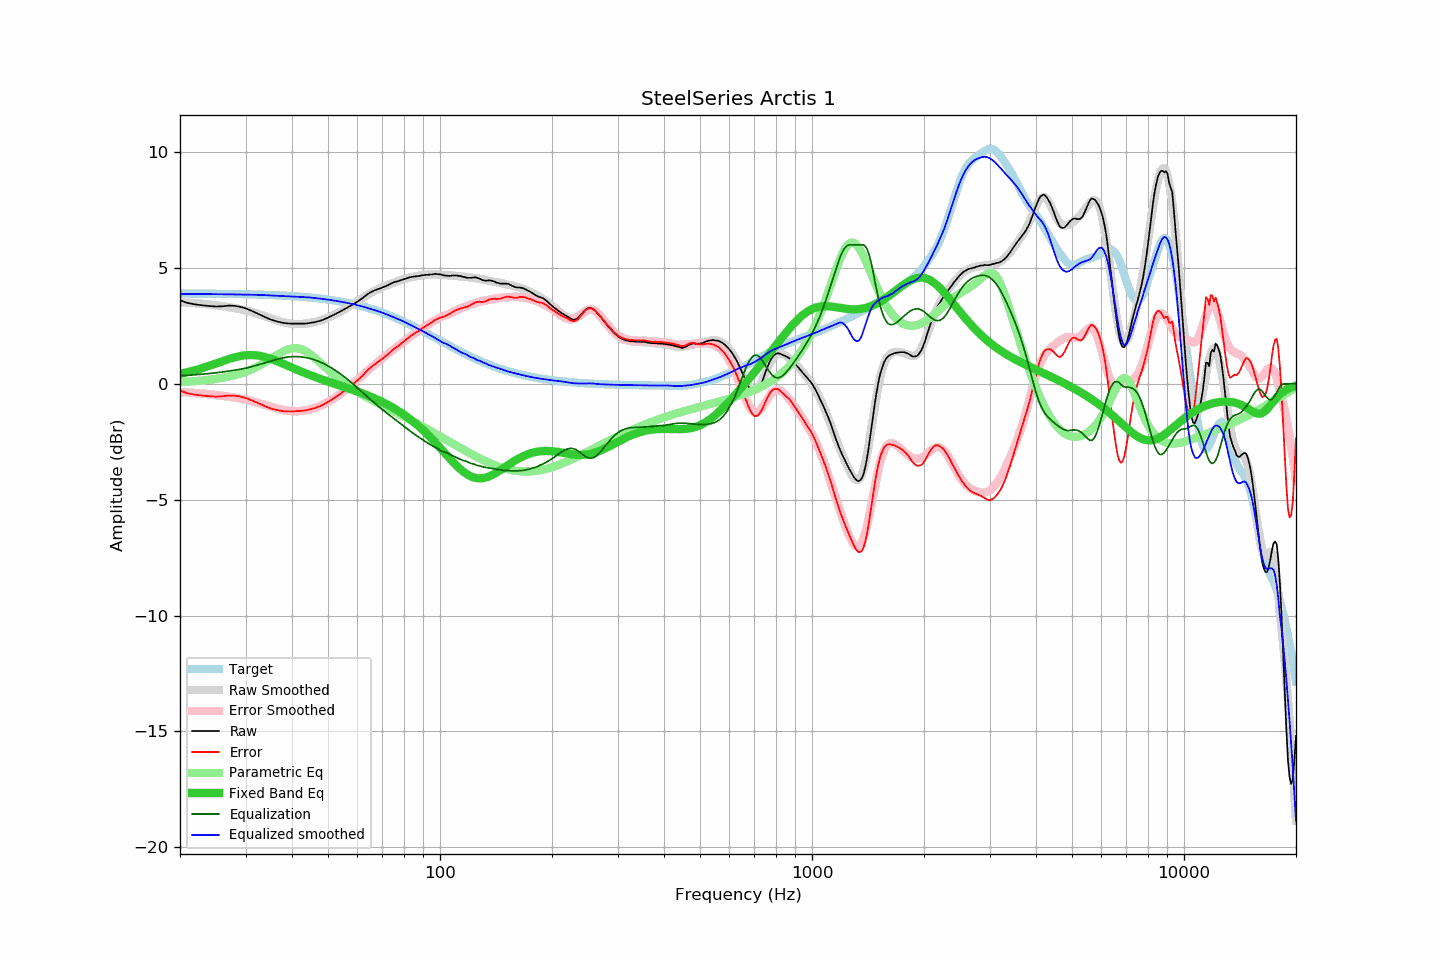 SteelSeries Arctis 1
10
5
0
−5
−10
−15
−20
Amplitude (dBr)
Target
Raw Smoothed
Error Smoothed
Raw
Error
Parametric Eq
Fixed Band Eq
Equalization
Equalized smoothed
100
1000
10000
Frequency (Hz)